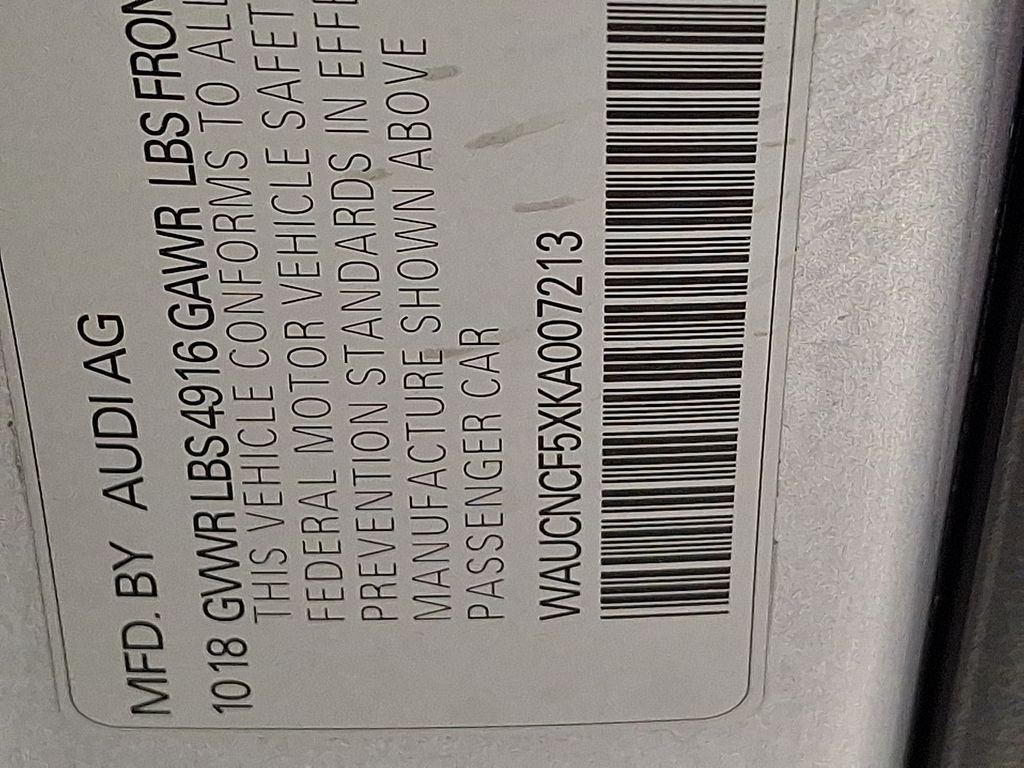 MFD. BY AUDI AG
1018 GVWR LBS 4916 GAWR LBS FRON
THIS VEHICLE CONFORMS TO ALL
FEDERAL MOTOR VEHICLE SAFET
PREVENTION STANDARDS IN EFFE
MANUFACTURE SHOWN ABOVE
PASSENGER CAR
WAUCNCF5XKA007213